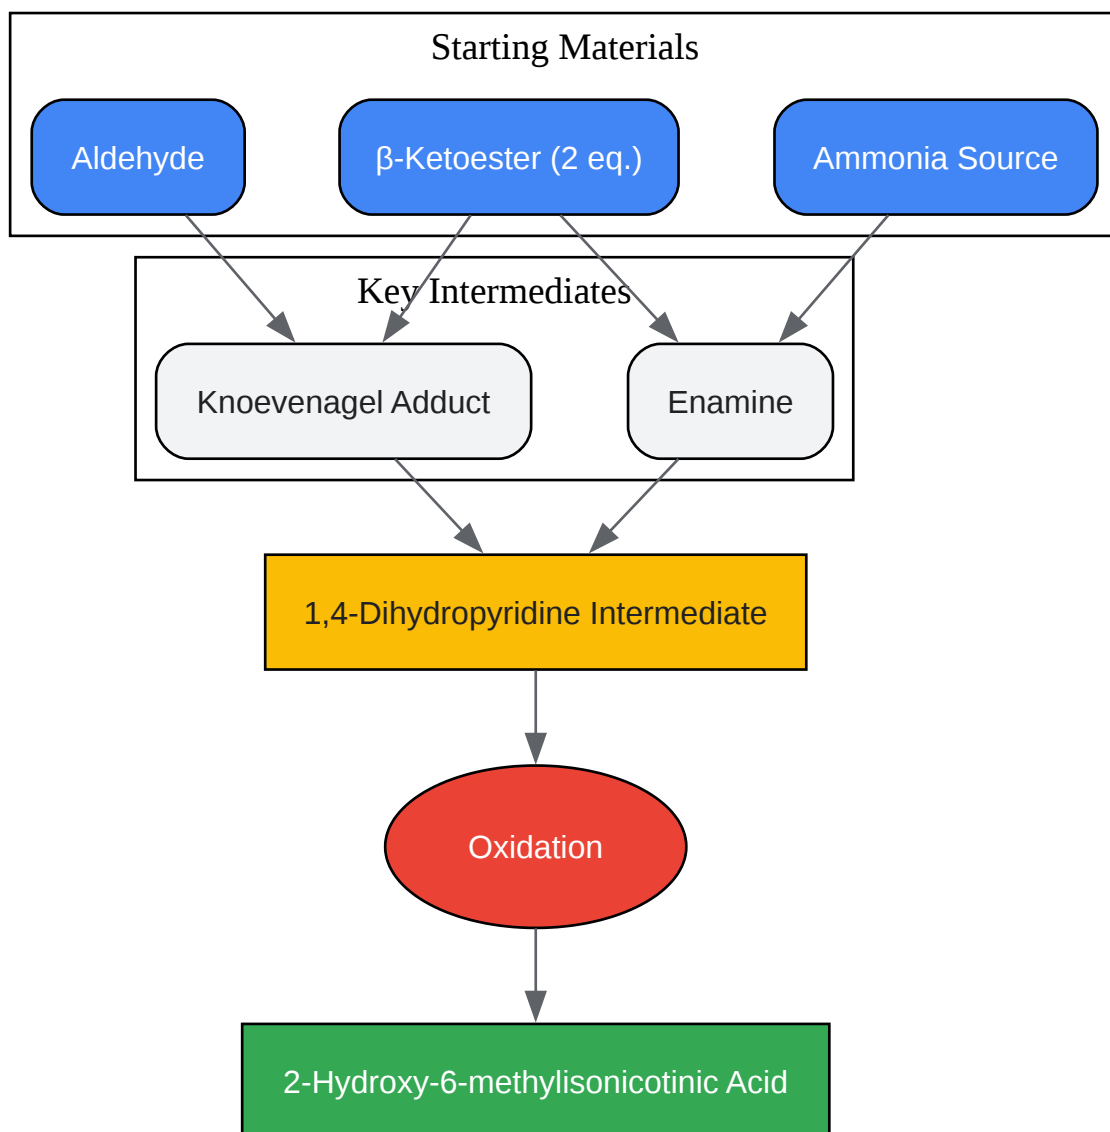 Starting Materials
Aldehyde
β-Ketoester (2 eq.)
Ammonia Source
Key Intermediates
Knoevenagel Adduct
Enamine
1,4-Dihydropyridine Intermediate
Oxidation
2-Hydroxy-6-methylisonicotinic Acid